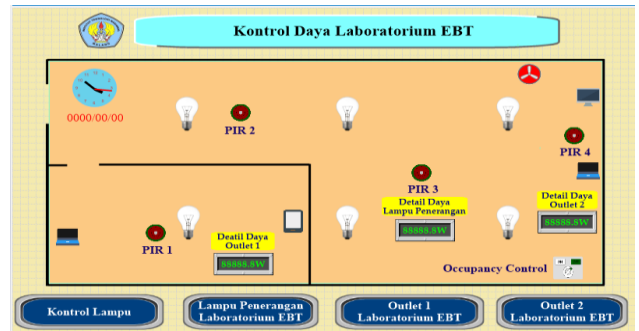 Kontrol Daya Laboratorium EBT
0000/00/00
PIR 2
PIR 4
PIR 3
Detail Daya
Lampu Penerangan
88888.8W
Detail Daya
Outlet 2
88888.8W
PIR 1
Deatil Daya
Outlet 1
88888.8W
Occupancy Control
Kontrol Lampu
Lampu Penerangan
Laboratorium EBT
Outlet 1
Laboratorium EBT
Outlet 2
Laboratorium EBT